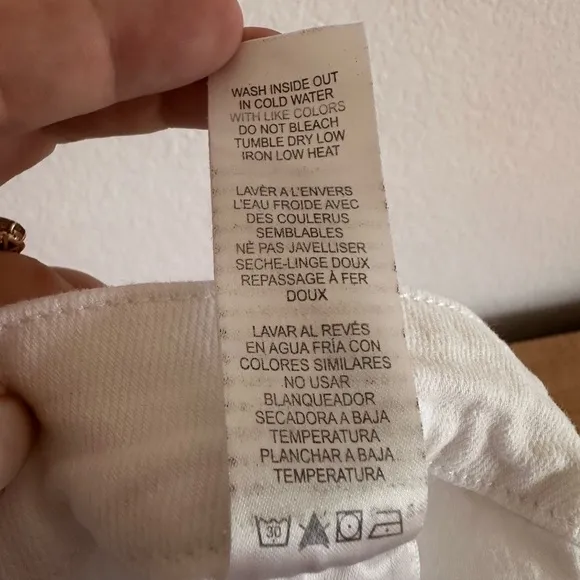 WASH INSIDE OUT
IN COLD WATER
WITH LIKE COLORS
DO NOT BLEACH
TUMBLE DRY LOW
IRON LOW HEAT
LAVÈR A L'ENVERS
L'EAU FROIDE AVEC
DES COULERUS
SEMBLABLES
NÈ PAS JAVELLISER
SECHE-LINGE DOUX
REPASSAGE À FER
DOUX
LAVAR AL REVÉS
EN AGUA FRÍA CON
COLORES SIMILARES
NO USAR
BLANQUEADOR
SECADORA A BAJA
TEMPERATURA
PLANCHAR A BAJA
TEMPERATURA
30